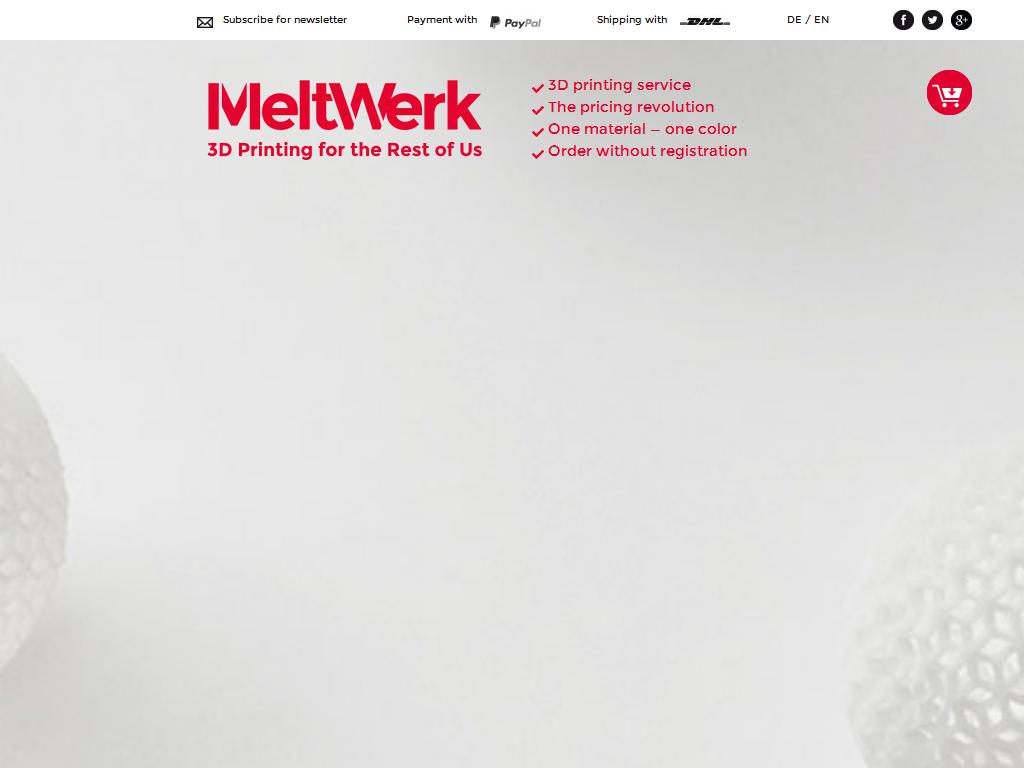 Subscribe for newsletter
Payment with PayPal
Shipping with DHL
DE / EN
MeltWerk
3D Printing for the Rest of Us
3D printing service
The pricing revolution
One material – one color
Order without registration